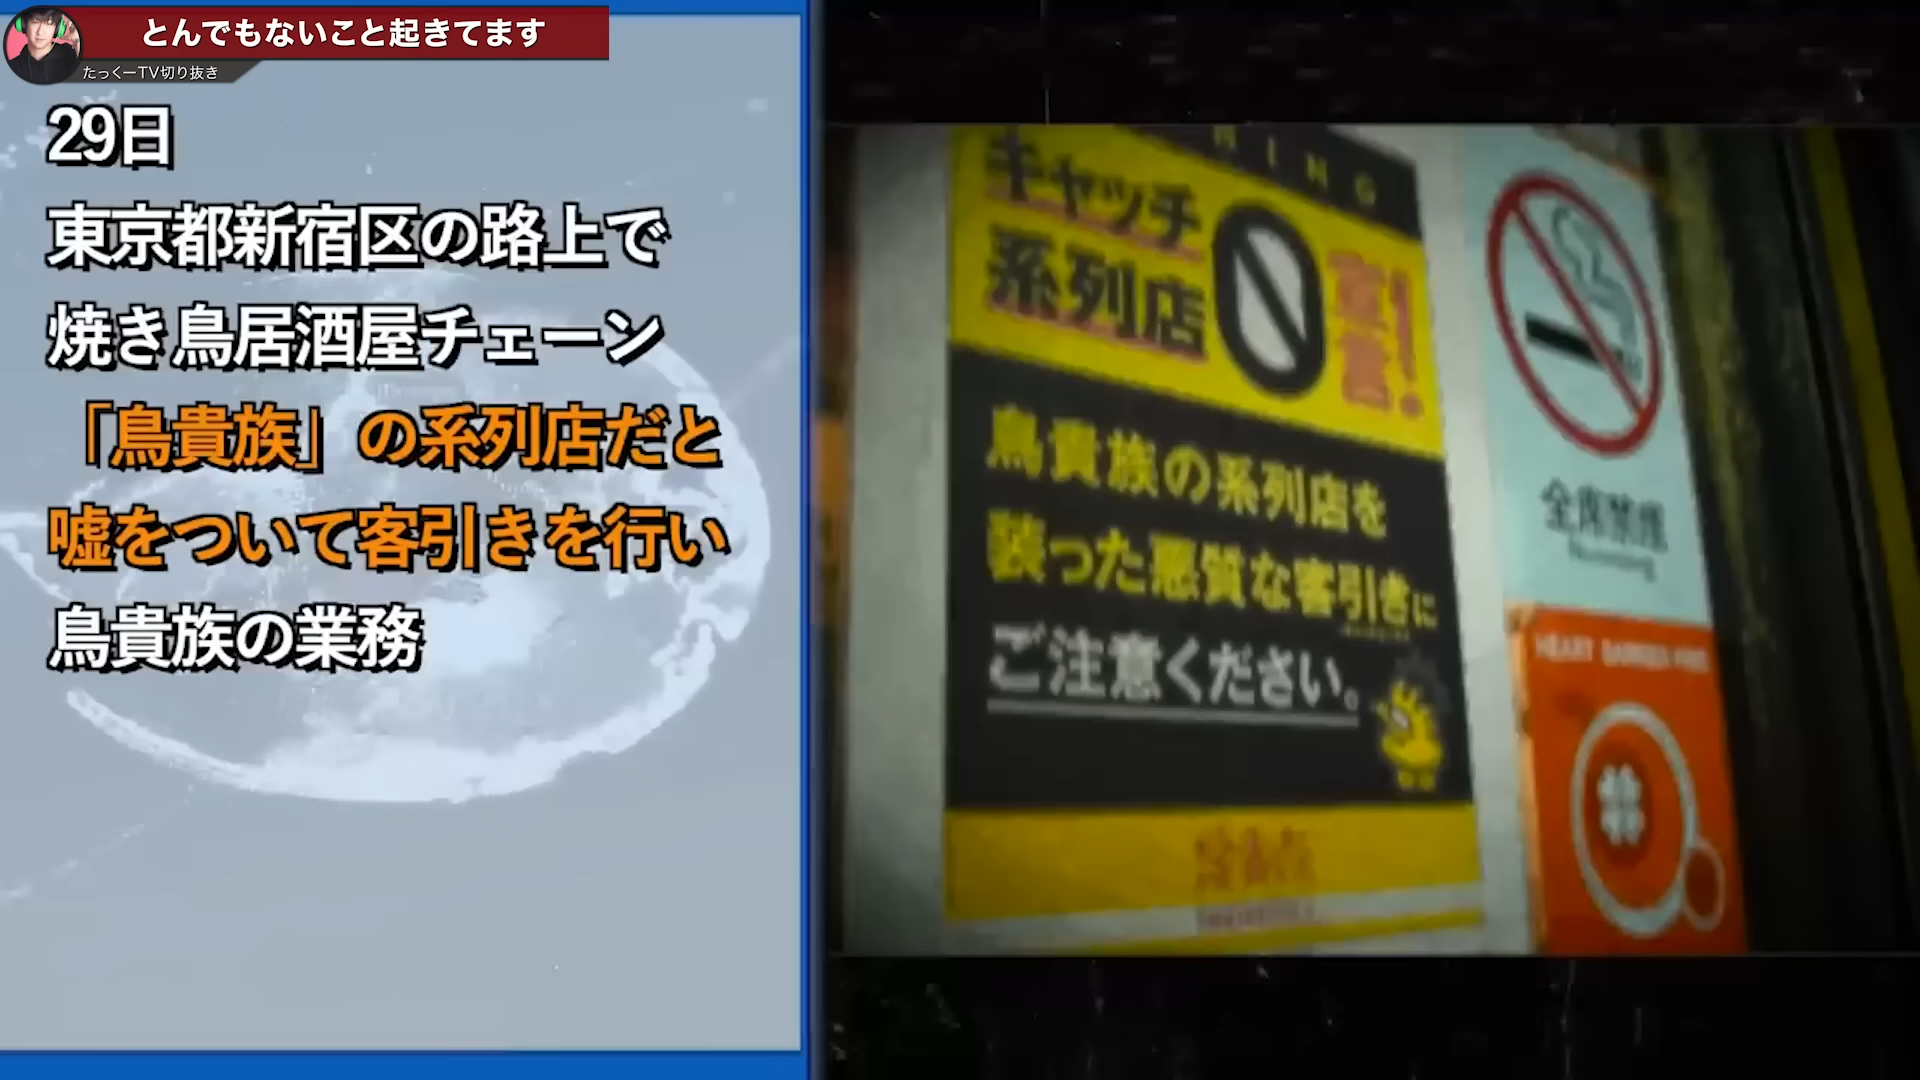 とんでもないこと起きてます
たっくーTV切り抜き
29日
東京都新宿区の路上で
焼き鳥居酒屋チェーン
「鳥貴族」の系列店だと
嘘をついて客引きを行い
鳥貴族の業務
キャッチ
系列店
0
宣言!
鳥貴族の系列店を
装った悪質な客引きに
ご注意ください。
全席禁煙